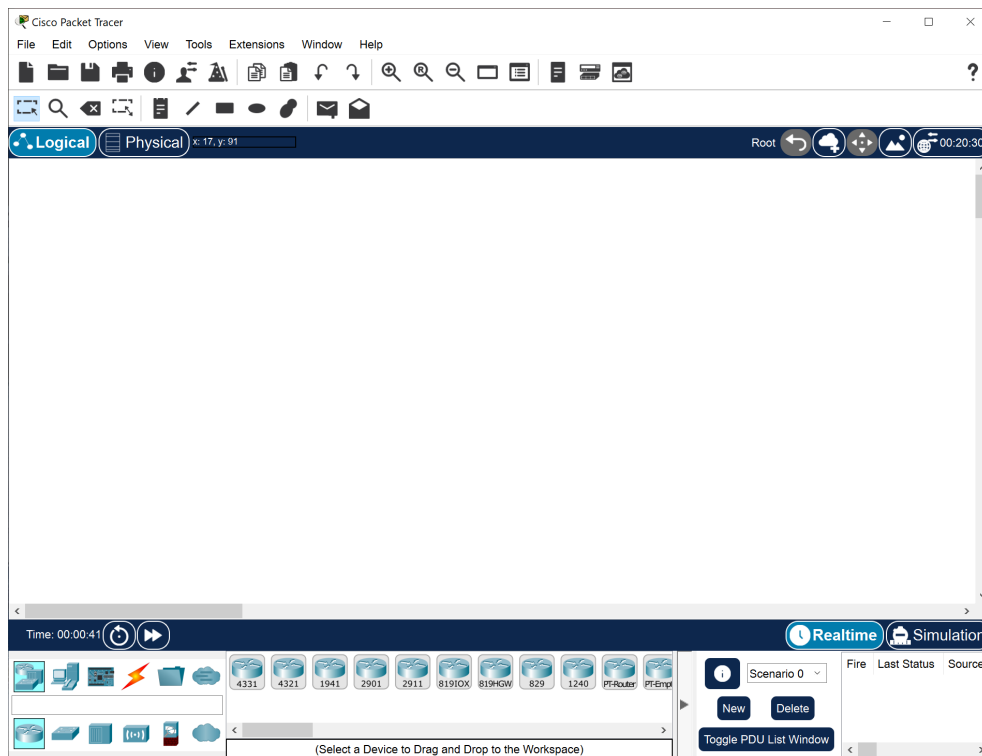 Cisco Packet Tracer
File Edit Options View Tools Extensions Window Help
?
Logical Physical x: 17, y: 91 Root 00:20:30
Time: 00:00:41 Realtime Simulation
4331 4321 1941 2901 2911 819IOX 819HGW 829 1240 PT-Router PT-Empt
Scenario 0
Fire Last Status Source
New Delete
Toggle PDU List Window
(Select a Device to Drag and Drop to the Workspace)